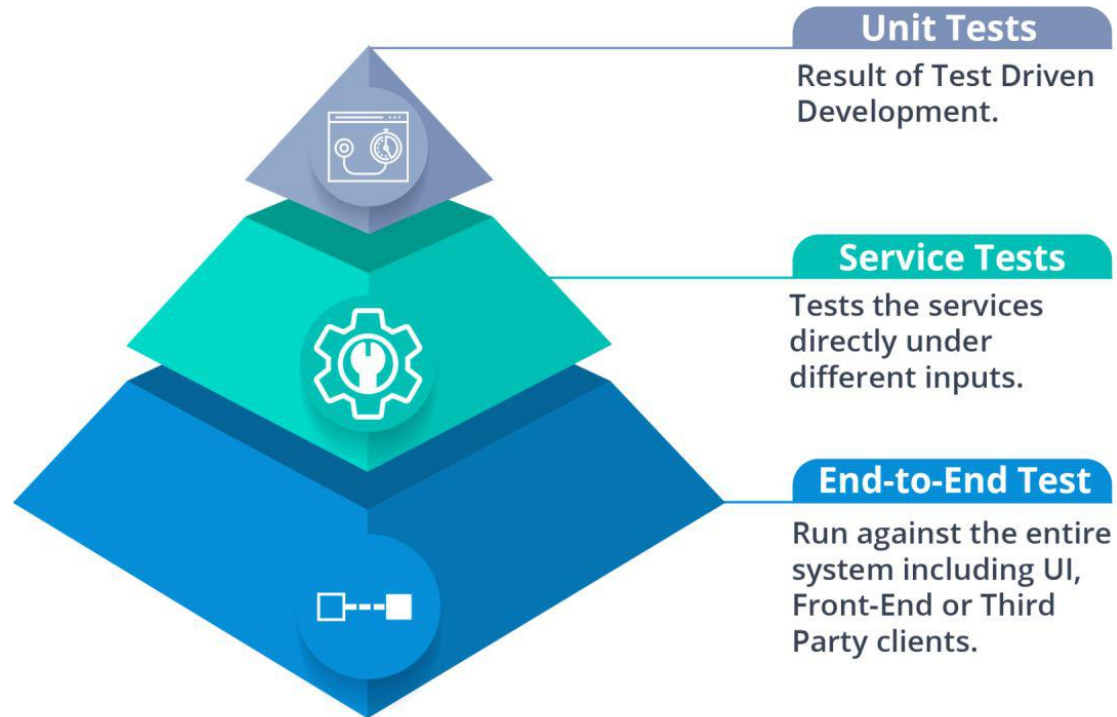 Unit Tests
Result of Test Driven
Development.
Service Tests
Tests the services
directly under
different inputs.
End-to-End Test
Run against the entire
system including UI,
Front-End or Third
Party clients.